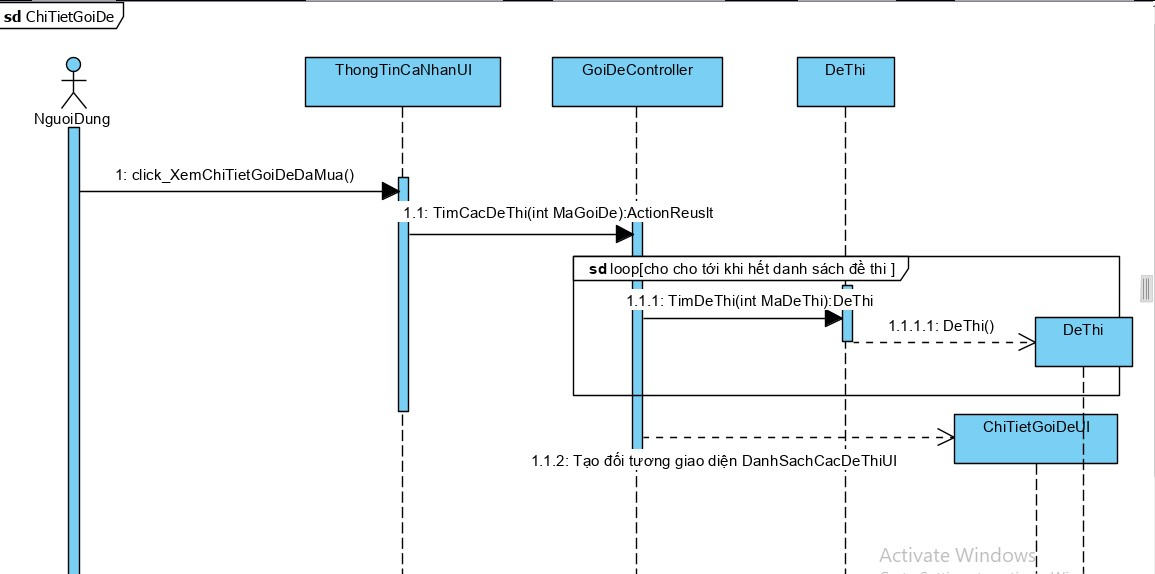 sd ChiTietGoiDe
NguoiDung
ThongTinCaNhanUI
GoiDeController
DeThi
1: click_XemChiTietGoiDeDaMua()
1.1: TimCacDeThi(int MaGoiDe):ActionReuslt
sd loop[cho cho tới khi hết danh sách đề thi ]
1.1.1: TimDeThi(int MaDeThi):DeThi
1.1.1.1: DeThi()
DeThi
ChiTietGoiDeUI
1.1.2: Tạo đối tương giao diện DanhSachCacDeThiUI
Activate Windows